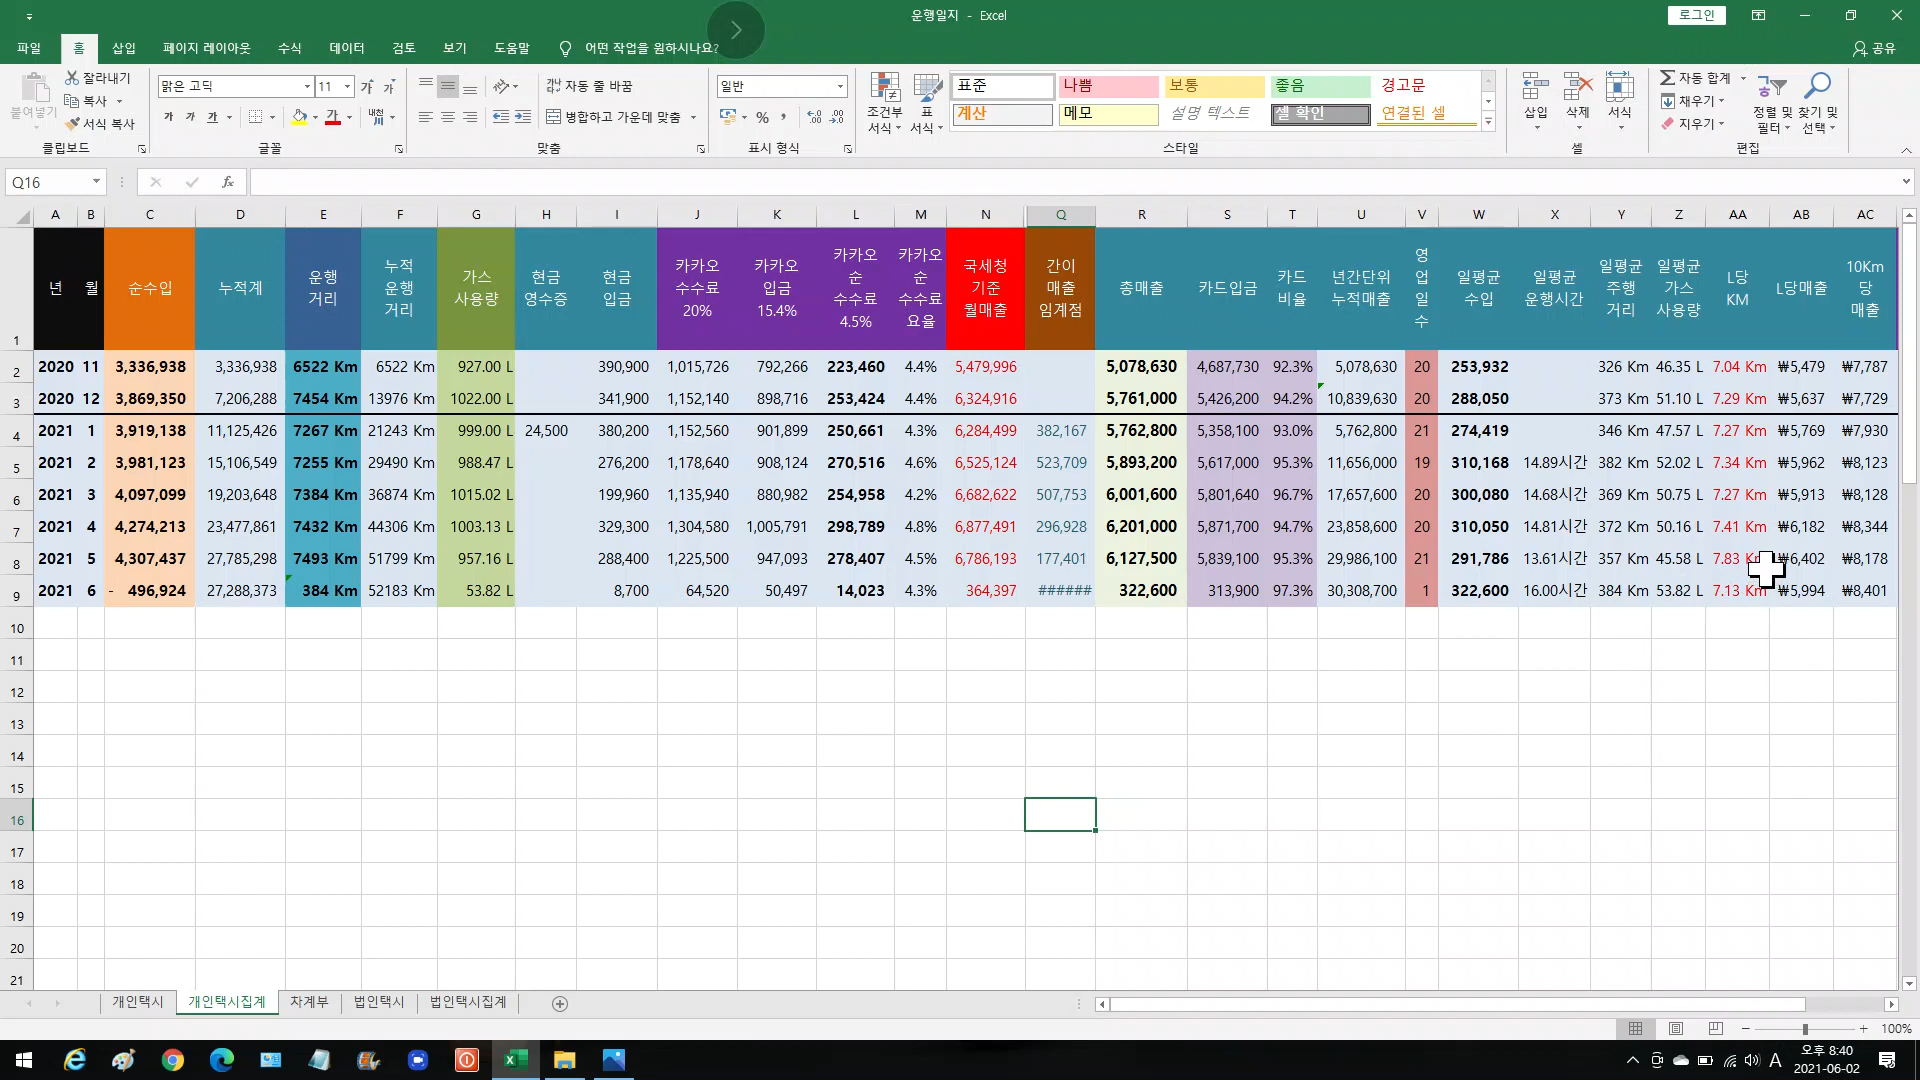 운행일지 - Excel
로그인
파일 홈 삽입 페이지 레이아웃 수식 데이터 검토 보기 도움말 어떤 작업을 원하시나요? 공유
붙여넣기 잘라내기 복사 서식 복사 클립보드
맑은 고딕 11 가 가
가 가 가 가 내천 글꼴
자동 줄 바꿈 병합하고 가운데 맞춤 맞춤
일반 % 표시 형식
조건부 서식 표 서식
표준 나쁨 보통 좋음 경고문
계산 메모 설명 텍스트 셀 확인 연결된 셀
스타일
삽입 삭제 서식 셀
자동 합계 채우기 지우기 정렬 및 필터 찾기 및 선택 편집
Q16 fx
A B C D E F G H I J K L M N Q R S T U V W X Y Z AA AB AC
1 년 월 순수입 누적계 운행 거리 누적 운행 거리 가스 사용량 현금 영수증 현금 입금 카카오 수수료 20% 카카오 입금 15.4% 카카오 순 수수료 4.5% 카카오 순 수수료 요율 국세청 기준 월매출 간이 매출 임계점 총매출 카드입금 카드 비율 년간단위 누적매출 영업일수 일평균 수입 일평균 운행시간 일평균 주행 거리 일평균 가스 사용량 L당 KM L당매출 10Km 당 매출
2 2020 11 3,336,938 3,336,938 6522 Km 6522 Km 927.00 L 390,900 1,015,726 792,266 223,460 4.4% 5,479,996 5,078,630 4,687,730 92.3% 5,078,630 20 253,932 326 Km 46.35 L 7.04 Km ₩5,479 ₩7,787
3 2020 12 3,869,350 7,206,288 7454 Km 13976 Km 1022.00 L 341,900 1,152,140 898,716 253,424 4.4% 6,324,916 5,761,000 5,426,200 94.2% 10,839,630 20 288,050 373 Km 51.10 L 7.29 Km ₩5,637 ₩7,729
4 2021 1 3,919,138 11,125,426 7267 Km 21243 Km 999.00 L 24,500 380,200 1,152,560 901,899 250,661 4.3% 6,284,499 382,167 5,762,800 5,358,100 93.0% 5,762,800 21 274,419 346 Km 47.57 L 7.27 Km ₩5,769 ₩7,930
5 2021 2 3,981,123 15,106,549 7255 Km 29490 Km 988.47 L 276,200 1,178,640 908,124 270,516 4.6% 6,525,124 523,709 5,893,200 5,617,000 95.3% 11,656,000 19 310,168 14.89시간 382 Km 52.02 L 7.34 Km ₩5,962 ₩8,123
6 2021 3 4,097,099 19,203,648 7384 Km 36874 Km 1015.02 L 199,960 1,135,940 880,982 254,958 4.2% 6,682,622 507,753 6,001,600 5,801,640 96.7% 17,657,600 20 300,080 14.68시간 369 Km 50.75 L 7.27 Km ₩5,913 ₩8,128
7 2021 4 4,274,213 23,477,861 7432 Km 44306 Km 1003.13 L 329,300 1,304,580 1,005,791 298,789 4.8% 6,877,491 296,928 6,201,000 5,871,700 94.7% 23,858,600 20 310,050 14.81시간 372 Km 50.16 L 7.41 Km ₩6,182 ₩8,344
8 2021 5 4,307,437 27,785,298 7493 Km 51799 Km 957.16 L 288,400 1,225,500 947,093 278,407 4.5% 6,786,193 177,401 6,127,500 5,839,100 95.3% 29,986,100 21 291,786 13.61시간 357 Km 45.58 L 7.83 Km ₩6,402 ₩8,178
9 2021 6 - 496,924 27,288,373 384 Km 52183 Km 53.82 L 8,700 64,520 50,497 14,023 4.3% 364,397 ###### 322,600 313,900 97.3% 30,308,700 1 322,600 16.00시간 384 Km 53.82 L 7.13 Km ₩5,994 ₩8,401
10
11
12
13
14
15
16
17
18
19
20
21
개인택시 개인택시집계 차계부 법인택시 법인택시집계
100%
A 오후 8:40
2021-06-02